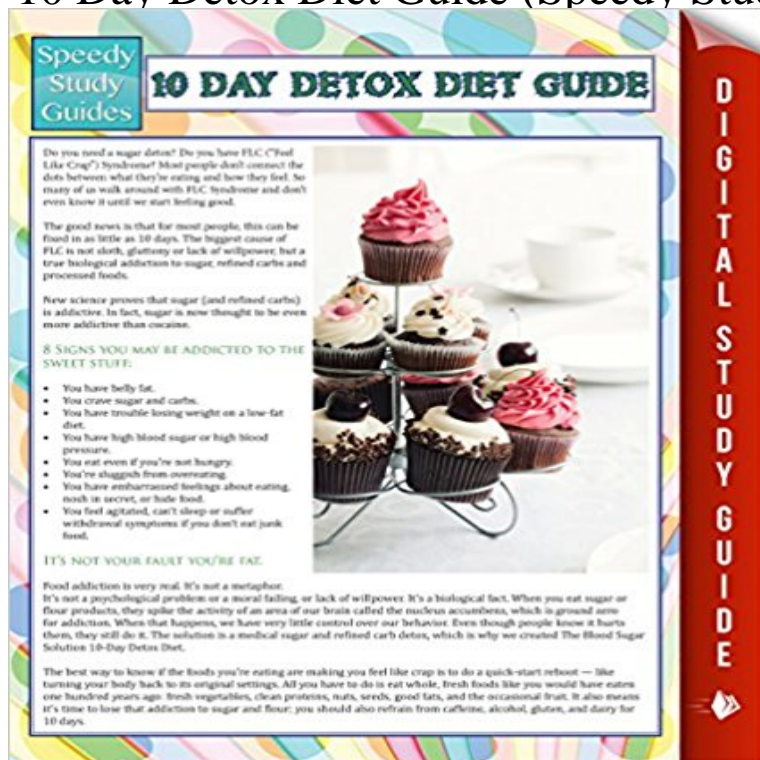 10 Day Detox Diet Guide (Speedy Stud
Speedy
Study
Guides
10 DAY DETOX DIET GUIDE
Do you need a sugar detox? Do you have FLC ("Feel
Like Crap") Syndrome? Most people don't connect the
dots between what they're eating and how they feel. So
many of us walk around with FLC Syndrome and don't
even know it until we start feeling good.
The good news is that for most people, this can be
fixed in as little as 10 days. The biggest cause of
FLC is not sloth, gluttony or lack of willpower, but a
true biological addiction to sugar, refined carbs and
processed foods.
New science proves that sugar (and refined carbs)
is addictive. In fact, sugar is now thought to be even
more addictive than cocaine.
8 SIGNS YOU MAY BE ADDICTED TO THE
SWEET STUFF:
• You have belly fat.
• You crave sugar and carbs.
• You have trouble losing weight on a low-fat
diet.
• You have high blood sugar or high blood
pressure.
• You eat even if you're not hungry.
• You're sluggish from overeating.
• You have embarrassed feelings about eating,
nosh in secret, or hide food.
• You feel agitated, can't sleep or suffer
withdrawal symptoms if you don't eat junk
food.
IT'S NOT YOUR FAULT YOU'RE FAT.
Food addiction is very real. It's not a metaphor.
It's not a psychological problem or a moral failing, or lack of willpower. It's a biological fact. When you eat sugar or
flour products, they spike the activity of an area of our brain called the nucleus accumbens, which is ground zero
for addiction. When that happens, we have very little control over our behavior. Even though people know it hurts
them, they still do it. The solution is a medical sugar and refined carb detox, which is why we created The Blood Sugar
Solution 10-Day Detox Diet.
The best way to know if the foods you're eating are making you feel like crap is to do a quick-start reboot — like
turning your body back to its original settings. All you have to do is eat whole, fresh foods like you would have eaten
one hundred years ago: fresh vegetables, clean proteins, nuts, seeds, good fats, and the occasional fruit. It also means
it's time to lose that addiction to sugar and flour; you should also refrain from caffeine, alcohol, gluten, and dairy for
10 days.
DIGITAL STUDY GUIDE